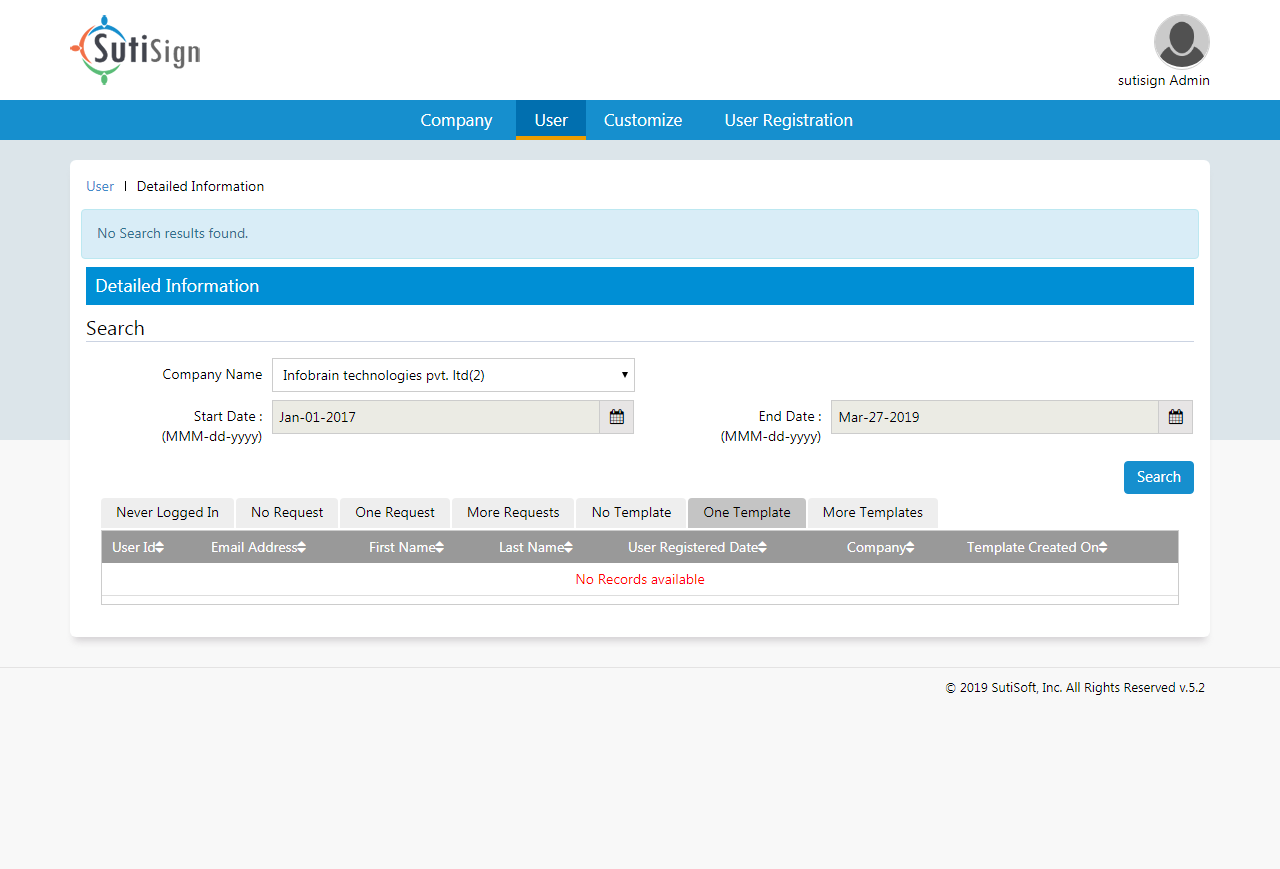 SutiSign
sutisign Admin
Company User Customize User Registration
User I Detailed Information
No Search results found.
Detailed Information
Search
Company Name Infobrain technologies pvt. ltd(2)
Start Date : Jan-01-2017 End Date : Mar-27-2019
(MMM-dd-yyyy) (MMM-dd-yyyy)
Search
Never Logged In No Request One Request More Requests No Template One Template More Templates
User Id Email Address First Name Last Name User Registered Date Company Template Created On
No Records available
© 2019 SutiSoft, Inc. All Rights Reserved v.5.2